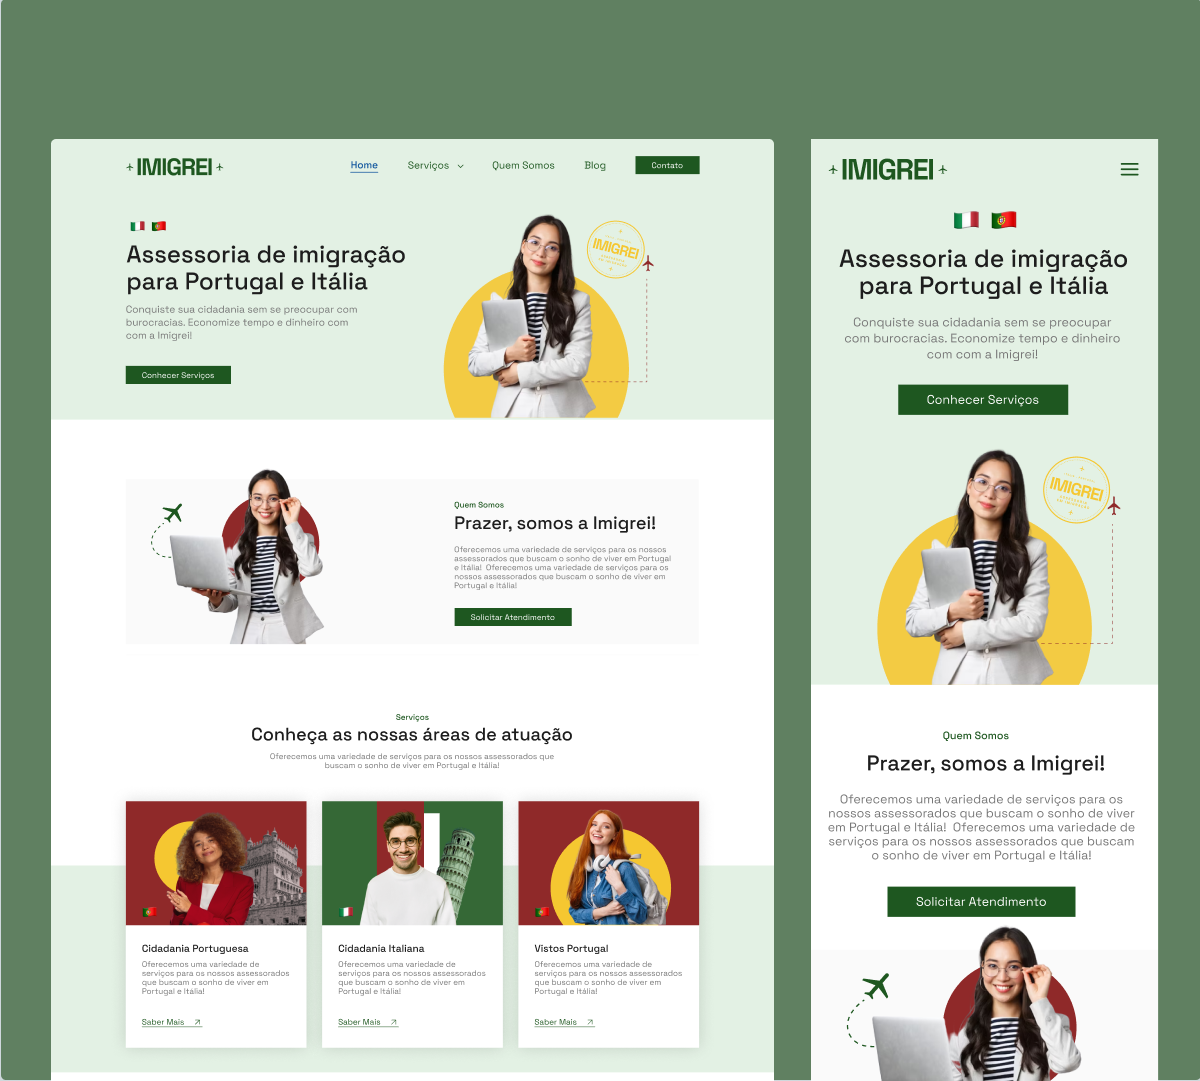 IMIGREI
Home
Serviços
Quem Somos
Blog
Contato
Assessoria de imigração
para Portugal e Itália
Conquiste sua cidadania sem se preocupar com
burocracias. Economize tempo e dinheiro com
com a Imigrei!
Conhecer Serviços
IMIGREI
Quem Somos
Prazer, somos a Imigrei!
Oferecemos uma variedade de serviços para os nossos
assessorados que buscam o sonho de viver em Portugal
e Itália! Oferecemos uma variedade de serviços para os
nossos assessorados que buscam o sonho de viver em
Portugal e Itália!
Solicitar Atendimento
Serviços
Conheça as nossas áreas de atuação
Oferecemos uma variedade de serviços para os nossos assessorados que
buscam o sonho de viver em Portugal e Itália!
Cidadania Portuguesa
Oferecemos uma variedade de
serviços para os nossos assessorados
que buscam o sonho de viver em
Portugal e Itália!
Saber Mais
Cidadania Italiana
Oferecemos uma variedade de
serviços para os nossos assessorados
que buscam o sonho de viver em
Portugal e Itália!
Saber Mais
Vistos Portugal
Oferecemos uma variedade de
serviços para os nossos assessorados
que buscam o sonho de viver em
Portugal e Itália!
Saber Mais
IMIGREI
Assessoria de imigração
para Portugal e Itália
Conquiste sua cidadania sem se preocupar
com burocracias. Economize tempo e dinheiro
com com a Imigrei!
Conhecer Serviços
IMIGREI
Quem Somos
Prazer, somos a Imigrei!
Oferecemos uma variedade de serviços para os
nossos assessorados que buscam o sonho de viver
em Portugal e Itália! Oferecemos uma variedade de
serviços para os nossos assessorados que buscam
o sonho de viver em Portugal e Itália!
Solicitar Atendimento